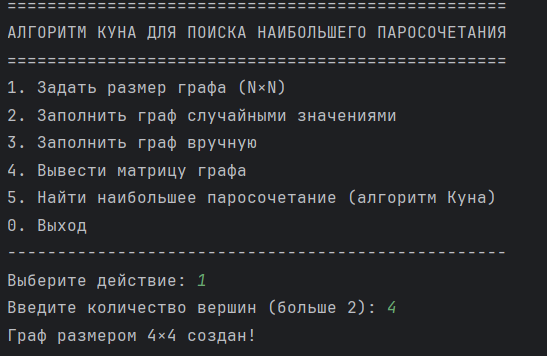 ==================================================
АЛГОРИТМ КУНА ДЛЯ ПОИСКА НАИБОЛЬШЕГО ПАРОСОЧЕТАНИЯ
==================================================
1. Задать размер графа (N×N)
2. Заполнить граф случайными значениями
3. Заполнить граф вручную
4. Вывести матрицу графа
5. Найти наибольшее паросочетание (алгоритм Куна)
0. Выход
--------------------------------------------------
Выберите действие: 1
Введите количество вершин (больше 2): 4
Граф размером 4×4 создан!